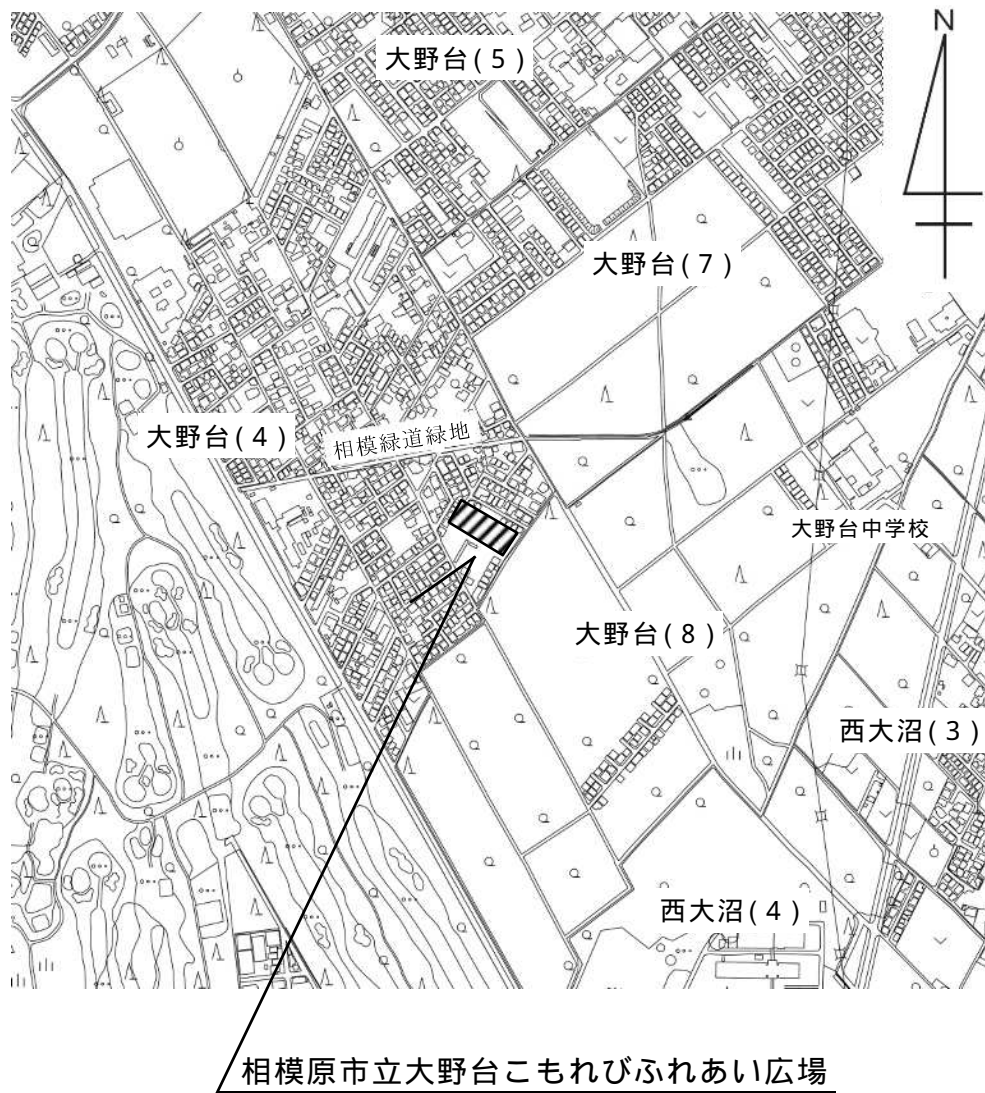 N
大野台(5)
大野台(7)
大野台(4)
相模緑道緑地
大野台中学校
大野台(8)
西大沼(3)
西大沼(4)
相模原市立大野台こもれびふれあい広場